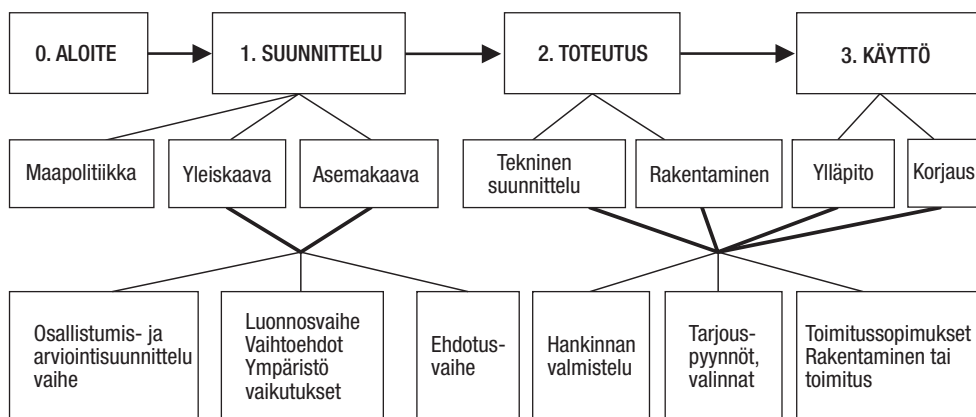 0. ALOITE
1. SUUNNITTELU
2. TOTEUTUS
3. KÄYTTÖ
Maapolitiikka
Yleiskaava
Asemakaava
Tekninen
suunnittelu
Rakentaminen
Ylläpito
Korjaus
Osallistumis- ja
arviointisuunnittelu
vaihe
Luonnosvaihe
Vaihtoehdot
Ympäristö
vaikutukset
Ehdotus-
vaihe
Hankinnan
valmistelu
Tarjous-
pyynnöt,
valinnat
Toimitussopimukset
Rakentaminen tai
toimitus